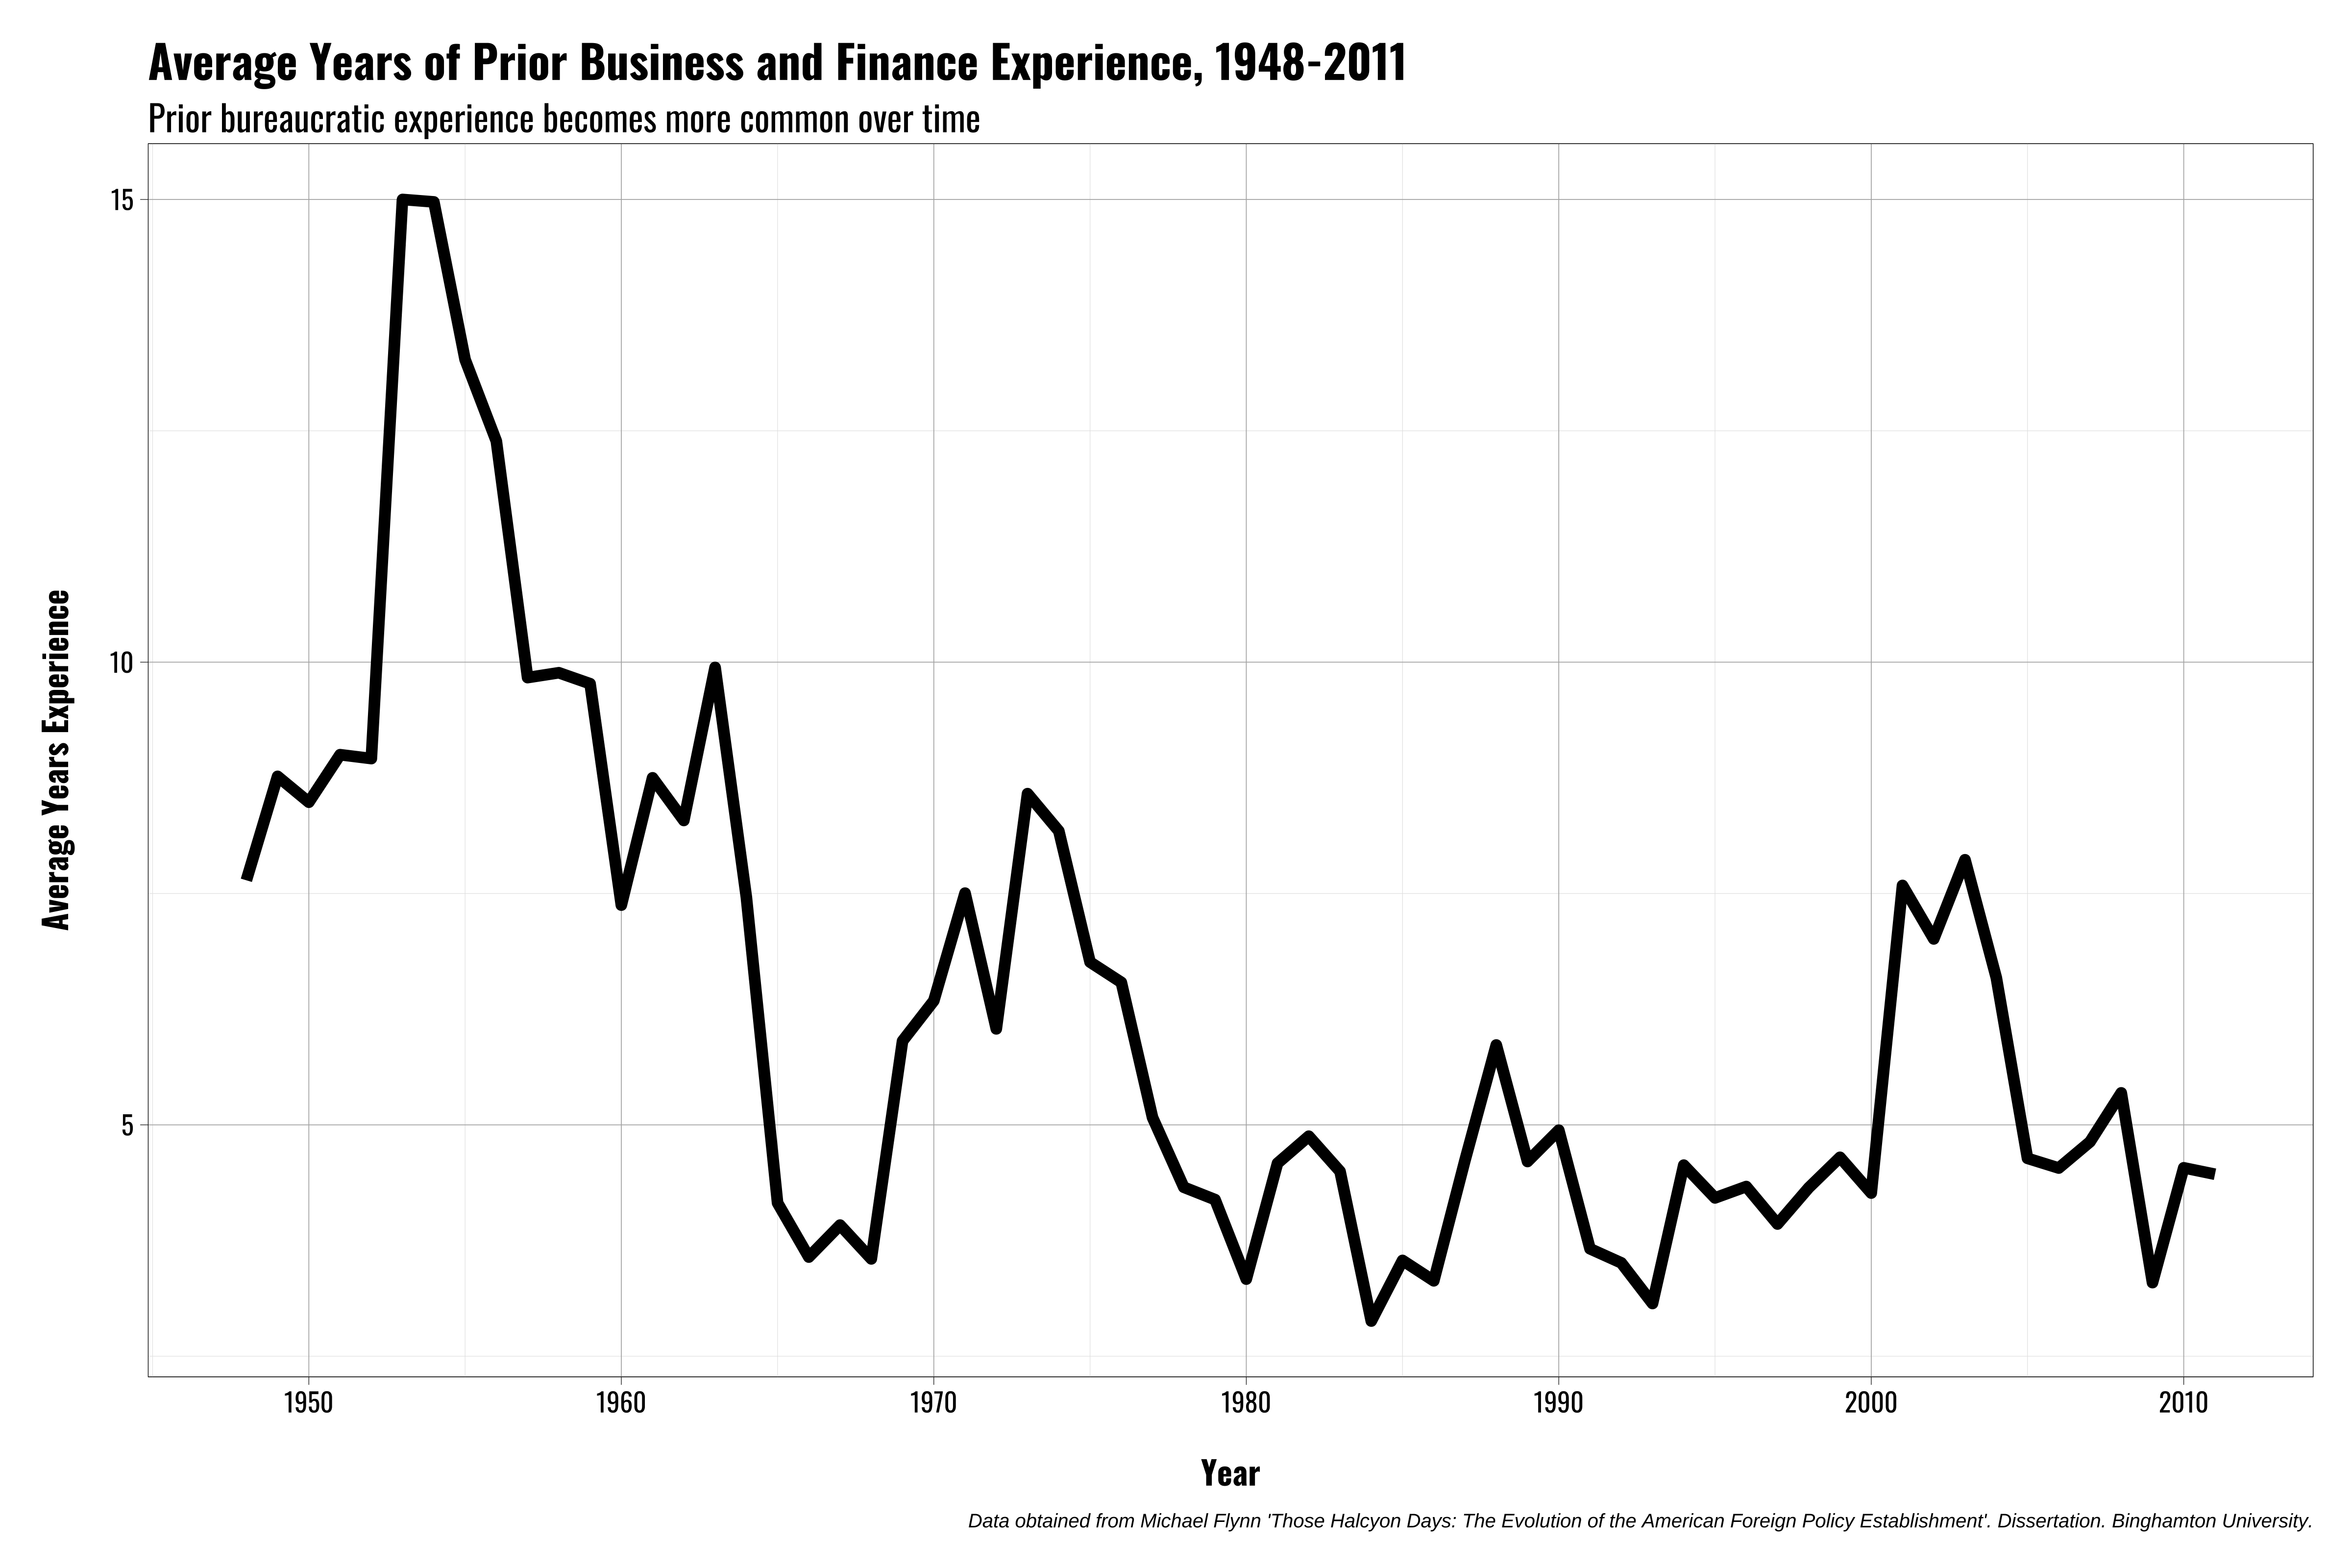 Average Years of Prior Business and Finance Experience, 1948-2011
Prior bureaucratic experience becomes more common over time
Average Years Experience
15
10
5
1950 1960 1970 1980 1990 2000 2010
Year
Data obtained from Michael Flynn 'Those Halcyon Days: The Evolution of the American Foreign Policy Establishment'. Dissertation. Binghamton University.